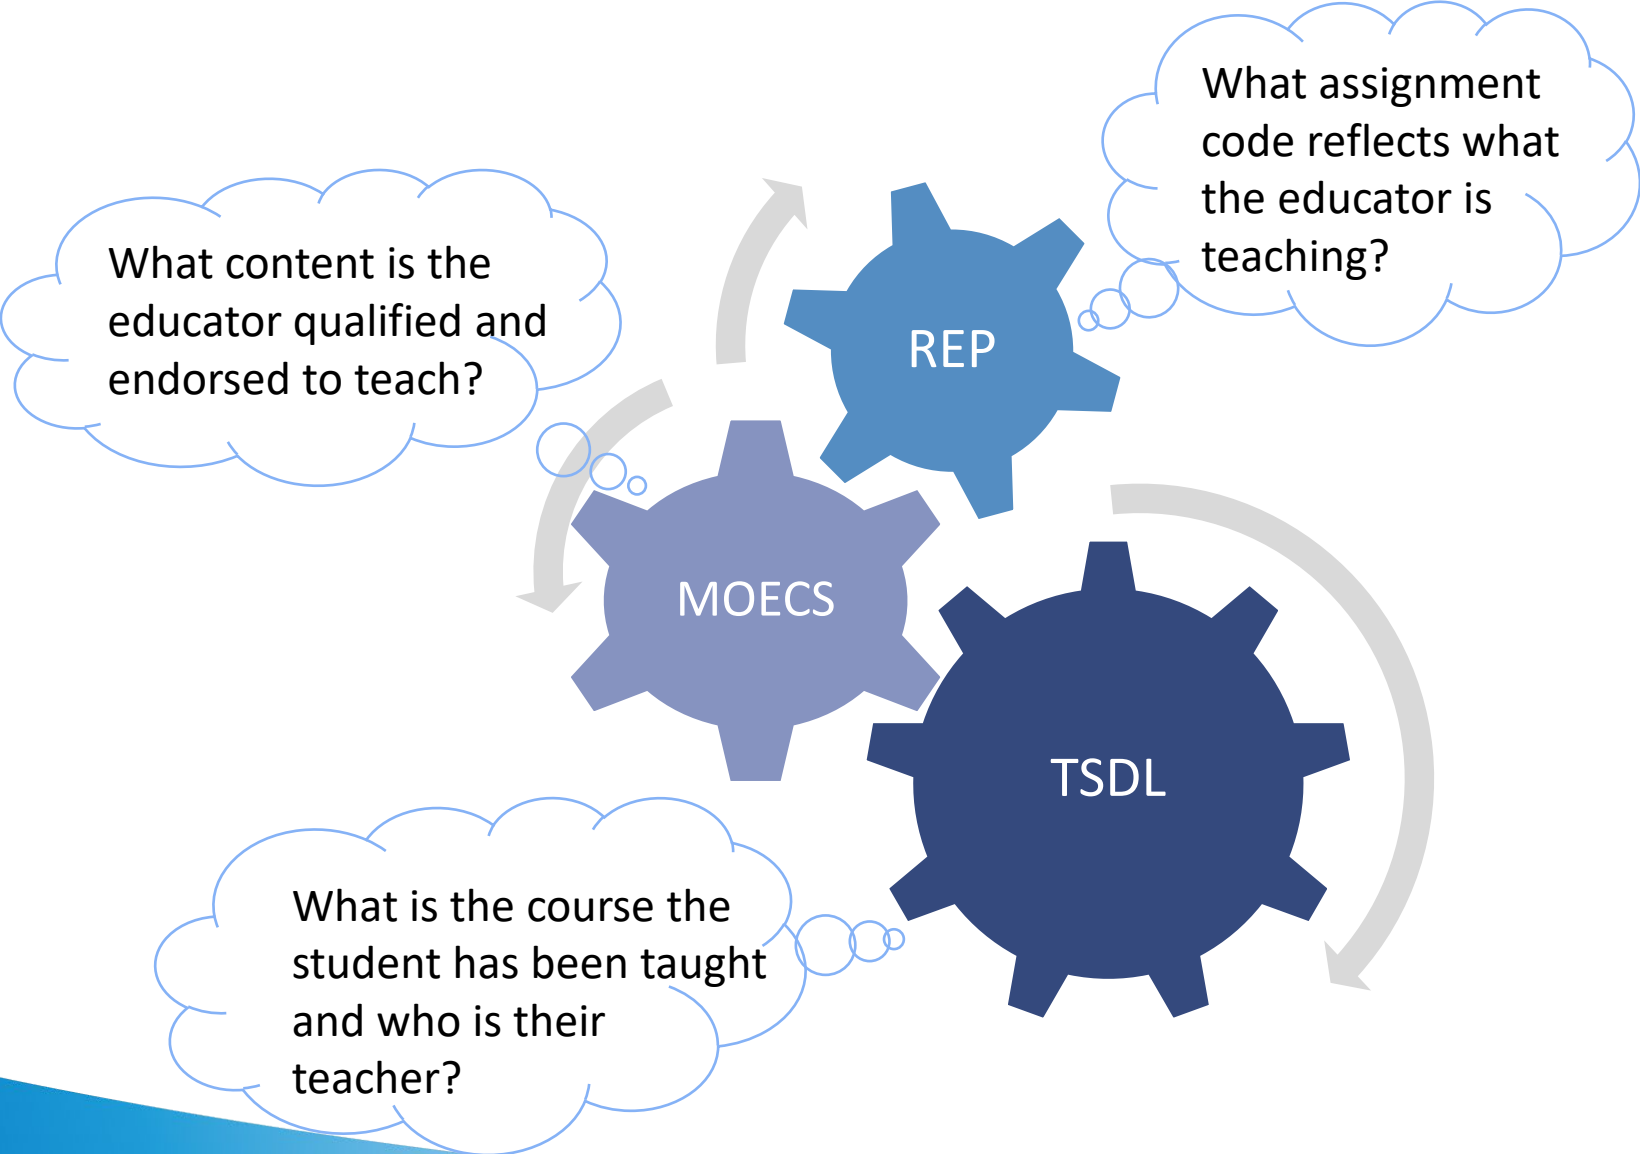 What assignment
code reflects what
the educator is
teaching?
What content is the
educator qualified and
endorsed to teach?
REP
MOECS
TSDL
What is the course the
student has been taught
and who is their
teacher?